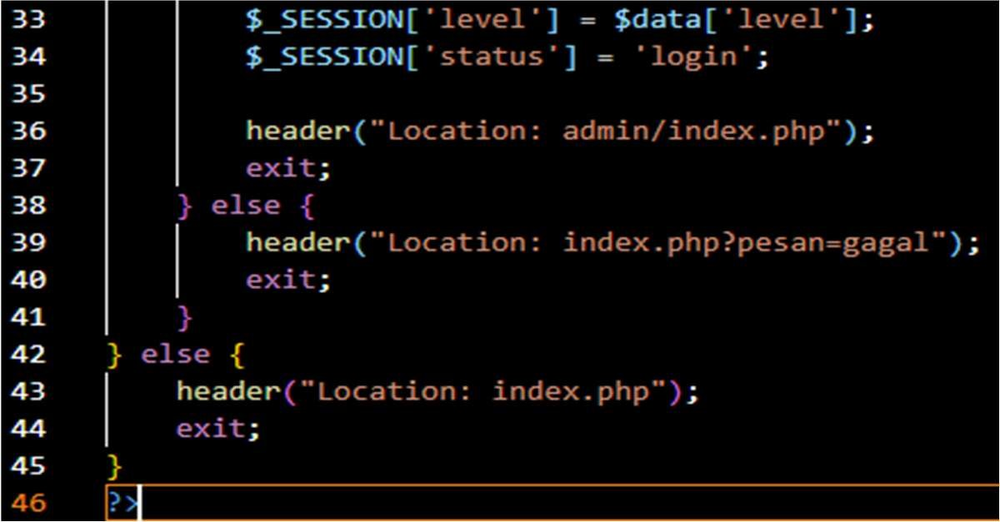 33 $_SESSION['level'] = $data['level'];
34 $_SESSION['status'] = 'login';
35
36 header("Location: admin/index.php");
37 exit;
38 } else {
39 header("Location: index.php?pesan=gagal");
40 exit;
41 }
42 } else {
43 header("Location: index.php");
44 exit;
45 }
46 ?>